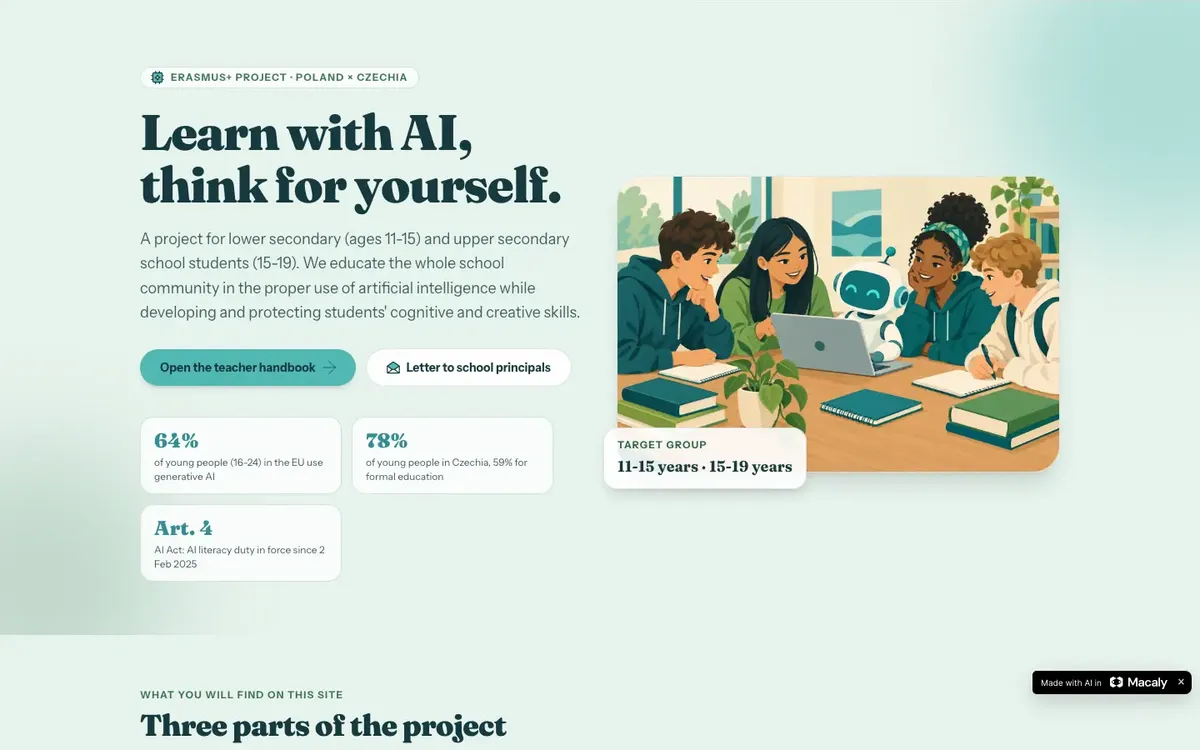 ERASMUS+ PROJECT · POLAND × CZECHIA
Learn with AI,
think for yourself.
A project for lower secondary (ages 11-15) and upper secondary
school students (15-19). We educate the whole school
community in the proper use of artificial intelligence while
developing and protecting students' cognitive and creative skills.
Open the teacher handbook
Letter to school principals
64%
of young people (16-24) in the EU use
generative AI
78%
of young people in Czechia, 59% for
formal education
Art. 4
AI Act: AI literacy duty in force since 2
Feb 2025
TARGET GROUP
11-15 years · 15-19 years
WHAT YOU WILL FIND ON THIS SITE
Three parts of the project
Made with AI in Macaly ×